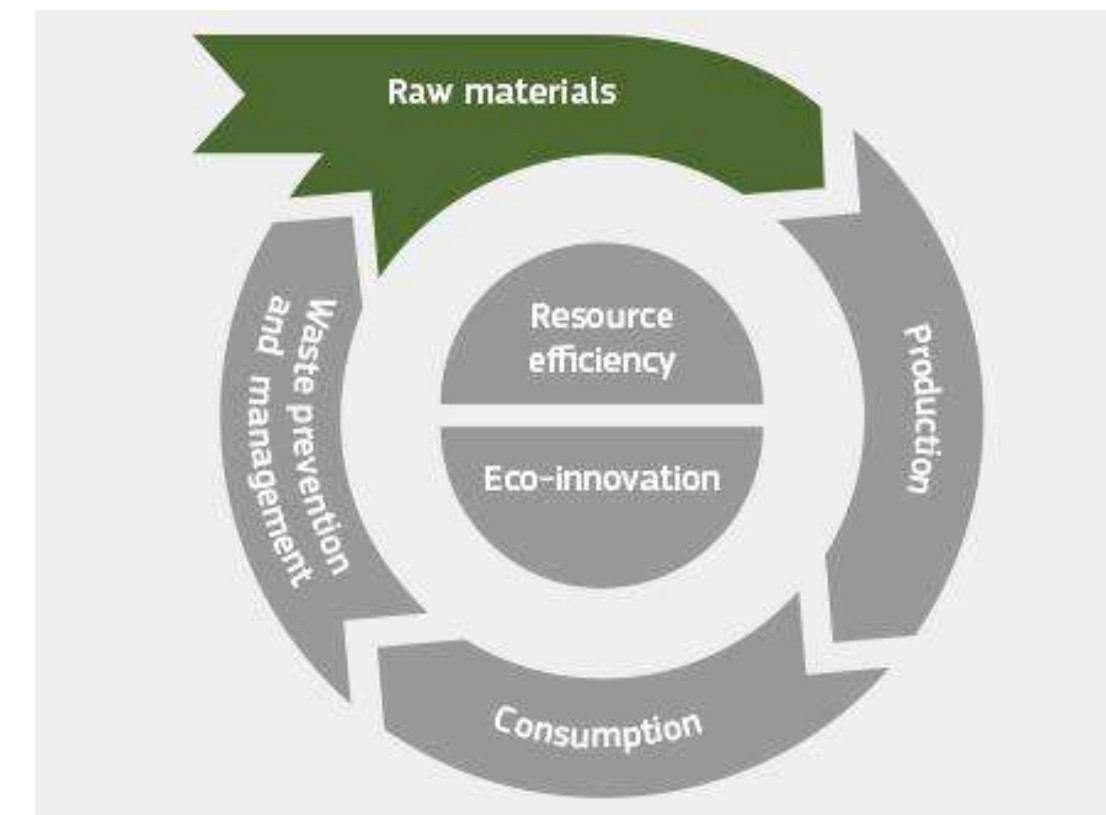 Raw materials
Production
Consumption
Waste prevention
and management
Resource
efficiency
Eco-innovation